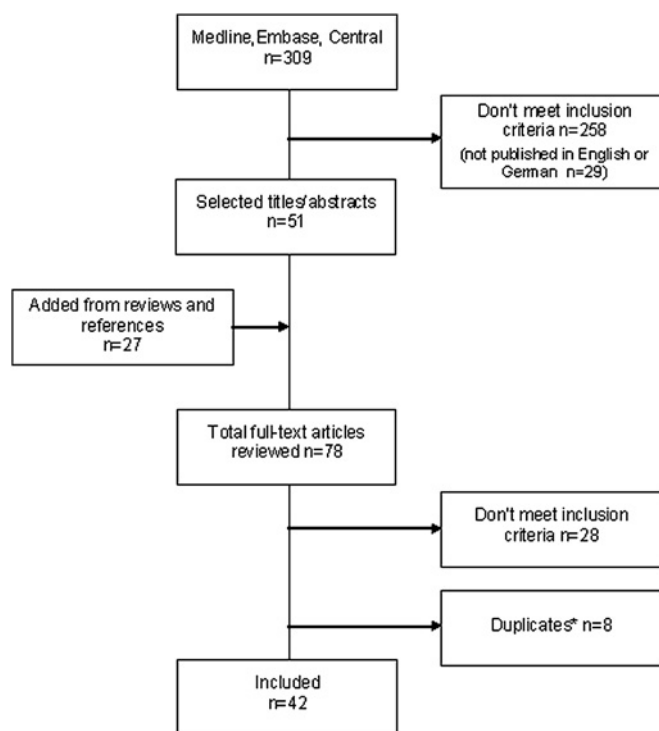 Medline, Embase, Central
n=309
Don't meet inclusion
criteria n=258
(not published in English or
German n=29)
Selected titles/abstracts
n=51
Added from reviews and
references
n=27
Total full-text articles
reviewed n=78
Don't meet inclusion
criteria n=28
Duplicates* n=8
Included
n=42